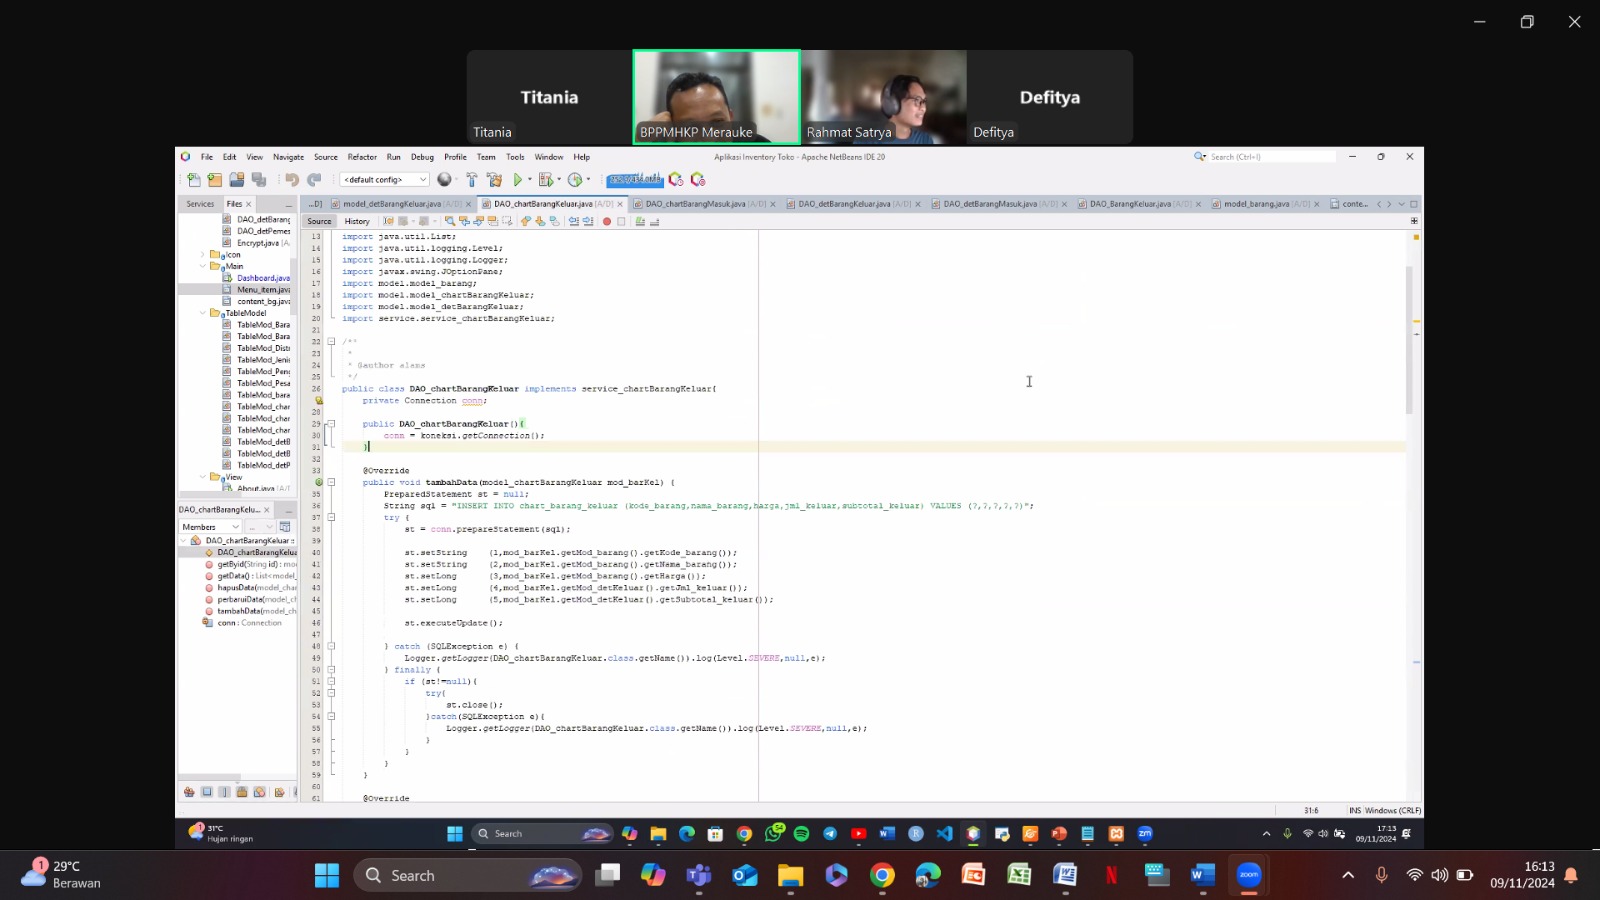 Titania
Titania
BPPMHKP Merauke
Rahmat Satrya
Defitya
Defitya
File Edit View Navigate Source Refactor Run Debug Profile Team Tools Window Help
Aplikasi Inventory Toko - Apache NetBeans IDE 20
Search (Ctrl+I)
<default config>
Services Files
...D] model_detBarangKeluar.java [A/D] DAO_chartBarangKeluar.java [A/D] DAO_chartBarangMasuk.java [A/D] DAO_detBarangKeluar.java [A/D] DAO_detBarangMasuk.java [A/D] DAO_BarangKeluar.java [A/D] model_barang.java [A/D] conte...
Source History
DAO_detBarang
DAO_detPemes
Encrypt.java [A/
Icon
Main
Dashboard.java
Menu_item.java
content_bg.java
TableModel
TableMod_Bara
TableMod_Bara
TableMod_Distr
TableMod_Jeni
TableMod_Peng
TableMod_Pesa
TableMod_bara
TableMod_char
TableMod_char
TableMod_char
TableMod_detB
TableMod_detB
TableMod_detP
View
About.java [A/D
DAO_chartBarangKelu...
Members
DAO_chartBarangKeluar ::
DAO_chartBarangKelua
getByid(String id) : mo
getData() : List<model_
hapusData(model_char
perbaruiData(model_c
tambahData(model_ch
conn : Connection
13 import java.util.List;
14 import java.util.logging.Level;
15 import java.util.logging.Logger;
16 import javax.swing.JOptionPane;
17 import model.model_barang;
18 import model.model_chartBarangKeluar;
19 import model.model_detBarangKeluar;
20 import service.service_chartBarangKeluar;
21
22 /**
23 *
24 * @author alams
25 */
26 public class DAO_chartBarangKeluar implements service_chartBarangKeluar{
private Connection conn;
28
29 public DAO_chartBarangKeluar(){
30 conn = koneksi.getConnection();
31 }
32
33 @Override
public void tambahData(model_chartBarangKeluar mod_barKel) {
35 PreparedStatement st = null;
36 String sql = "INSERT INTO chart_barang_keluar (kode_barang,nama_barang,harga,jml_keluar,subtotal_keluar) VALUES (?,?,?,?,?)";
37 try {
38 st = conn.prepareStatement(sql);
39
40 st.setString (1,mod_barKel.getMod_barang().getKode_barang());
41 st.setString (2,mod_barKel.getMod_barang().getNama_barang());
42 st.setLong (3,mod_barKel.getMod_barang().getHarga());
43 st.setLong (4,mod_barKel.getMod_detKeluar().getJml_keluar());
44 st.setLong (5,mod_barKel.getMod_detKeluar().getSubtotal_keluar());
45
46 st.executeUpdate();
47
48 } catch (SQLException e) {
49 Logger.getLogger(DAO_chartBarangKeluar.class.getName()).log(Level.SEVERE,null,e);
50 } finally {
51 if (st!=null){
52 try{
53 st.close();
54 }catch(SQLException e){
55 Logger.getLogger(DAO_chartBarangKeluar.class.getName()).log(Level.SEVERE,null,e);
56 }
57 }
58 }
59 }
60
61 @Override
31:6 INS Windows (CRLF)
31°C
Hujan ringan
Search
17:13
09/11/2024
29°C
Berawan
Search
16:13
09/11/2024